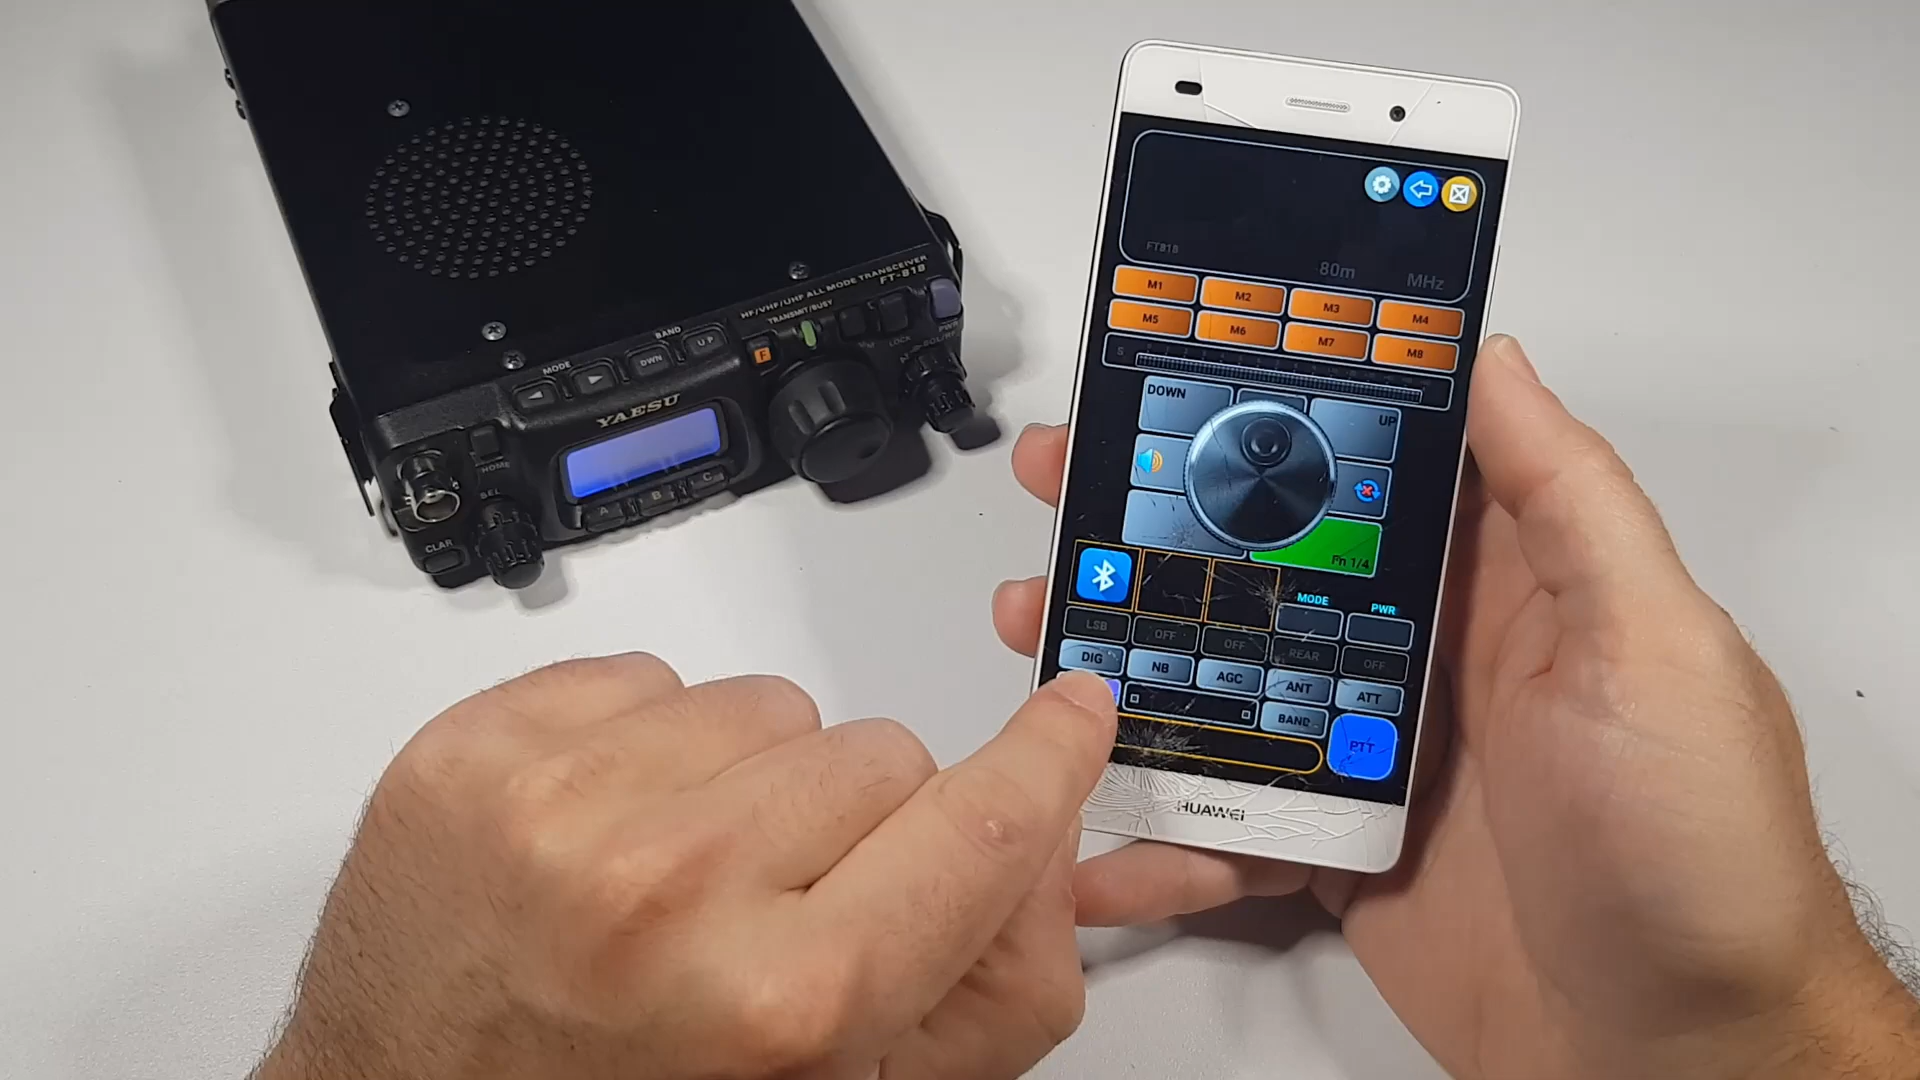 HF/VHF/UHF ALL MODE TRANSCEIVER
FT-818
TRANSMIT/BUSY
BAND
MODE
DWN
UP
F
LOCK
PWR
YAESU
HOME
SEL
A
B
C
CLAR
FT818
80m
MHz
M1
M2
M3
M4
M5
M6
M7
M8
S
DOWN
UP
Fn 1/4
MODE
PWR
LSB
OFF
OFF
REAR
OFF
DIG
NB
AGC
ANT
ATT
BAND
PTT
HUAWEI